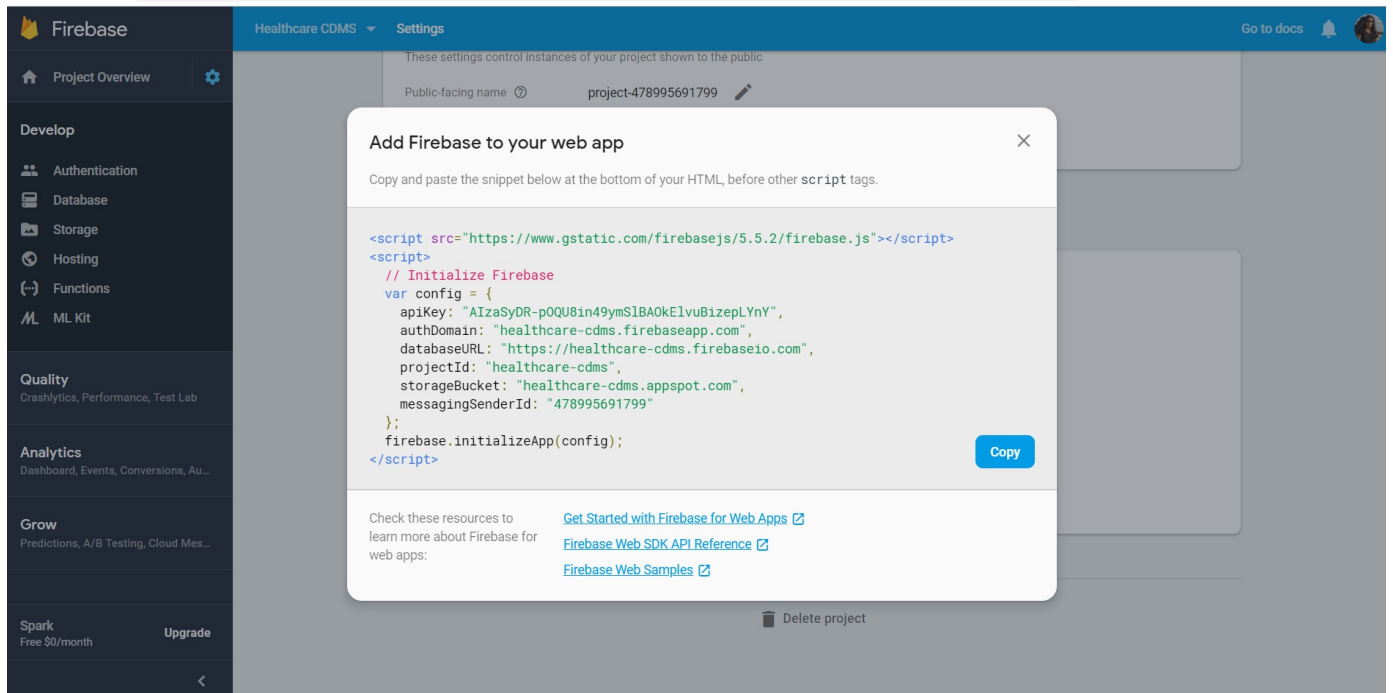 Firebase
Healthcare CDMS Settings Go to docs
Project Overview
Develop
Authentication
Database
Storage
Hosting
Functions
ML Kit
Quality
Crashlytics, Performance, Test Lab
Analytics
Dashboard, Events, Conversions, Au...
Grow
Predictions, A/B Testing, Cloud Mes...
Spark
Free $0/month
Upgrade
These settings control instances of your project shown to the public
Public-facing name project-478995691799
Add Firebase to your web app
Copy and paste the snippet below at the bottom of your HTML, before other script tags.
<script src="https://www.gstatic.com/firebasejs/5.5.2/firebase.js"></script>
<script>
// Initialize Firebase
var config = {
apiKey: "AIzaSyDR-pOQU8in49ymSlBAOkElvuBizepLYnY",
authDomain: "healthcare-cdms.firebaseapp.com",
databaseURL: "https://healthcare-cdms.firebaseio.com",
projectId: "healthcare-cdms",
storageBucket: "healthcare-cdms.appspot.com",
messagingSenderId: "478995691799"
};
firebase.initializeApp(config);
</script>
Copy
Check these resources to
learn more about Firebase for
web apps:
Get Started with Firebase for Web Apps
Firebase Web SDK API Reference
Firebase Web Samples
Delete project